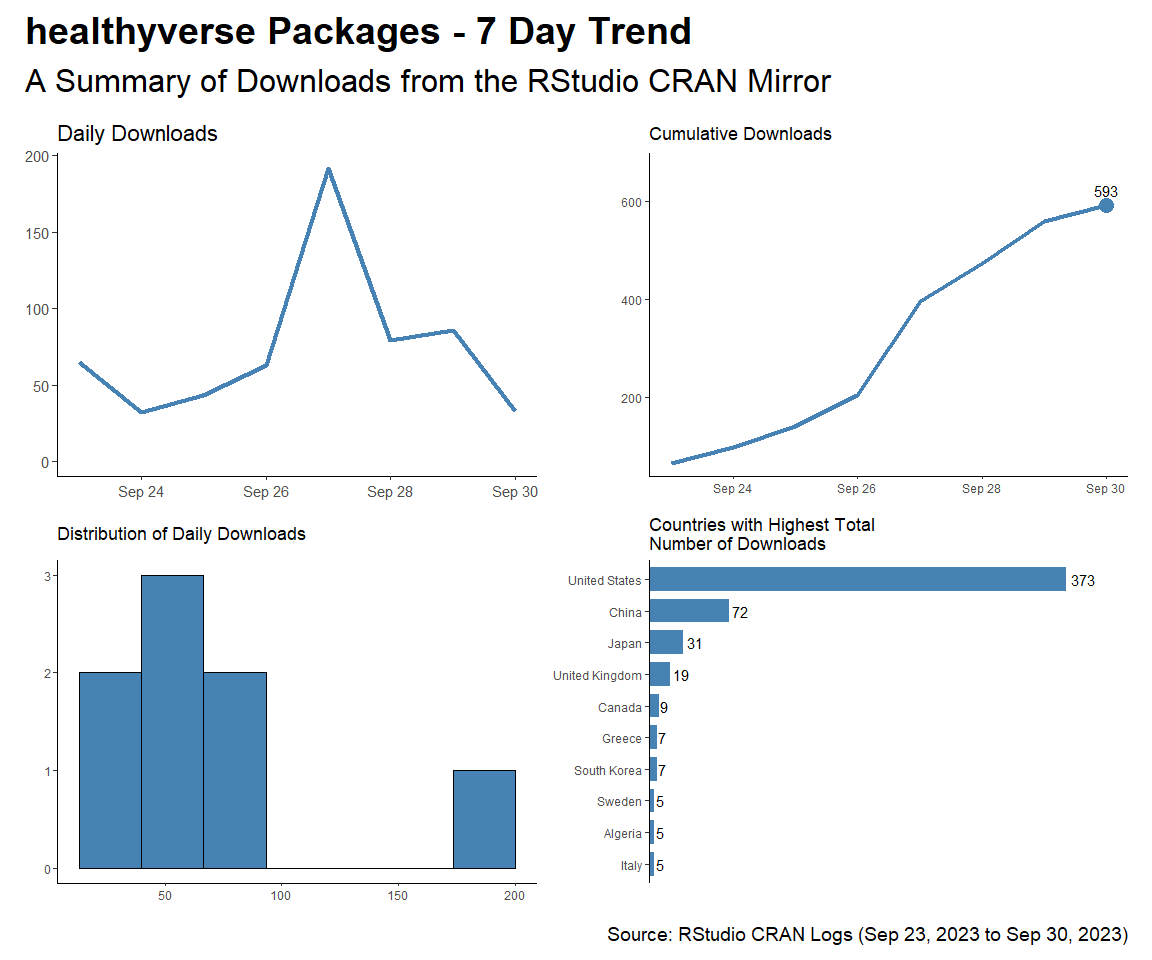 healthyverse Packages - 7 Day Trend
A Summary of Downloads from the RStudio CRAN Mirror
Daily Downloads
200
150
100
50
0
Sep 24 Sep 26 Sep 28 Sep 30
Cumulative Downloads
593
600
400
200
Sep 24 Sep 26 Sep 28 Sep 30
Distribution of Daily Downloads
3
2
1
0
50 100 150 200
Countries with Highest Total
Number of Downloads
United States 373
China 72
Japan 31
United Kingdom 19
Canada 9
Greece 7
South Korea 7
Sweden 5
Algeria 5
Italy 5
Source: RStudio CRAN Logs (Sep 23, 2023 to Sep 30, 2023)